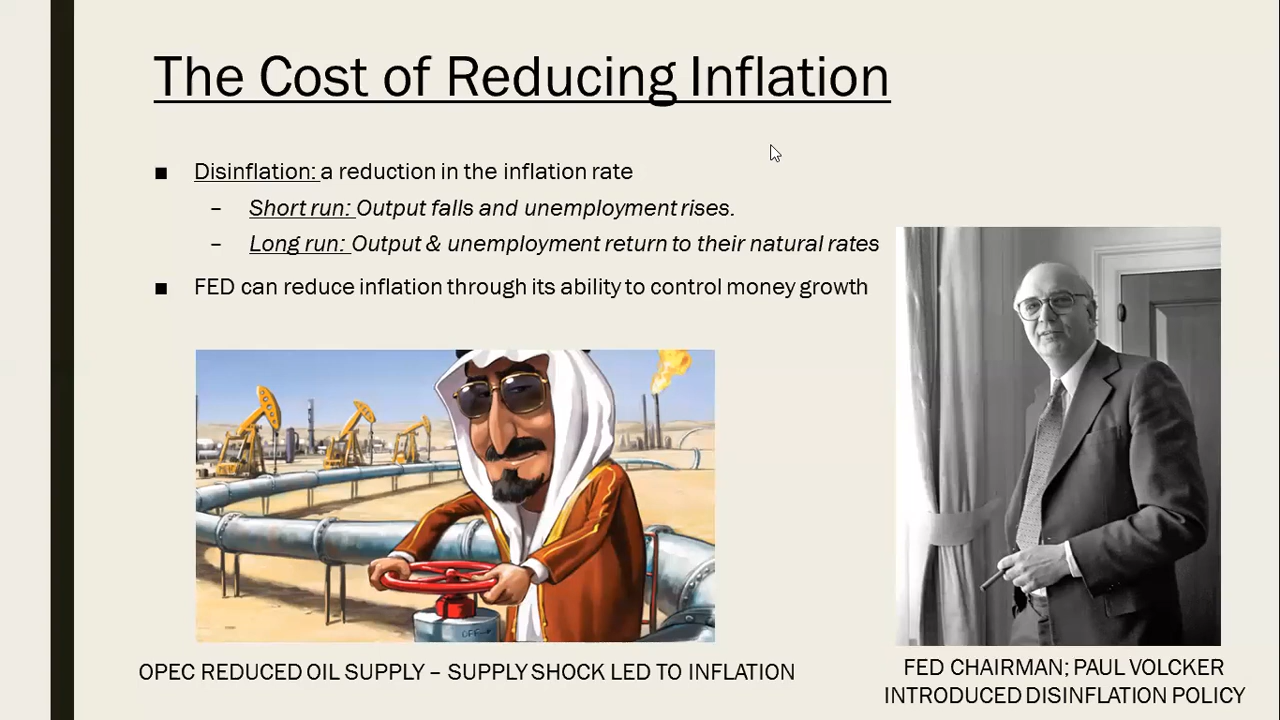 The Cost of Reducing Inflation
■ Disinflation: a reduction in the inflation rate
– Short run: Output falls and unemployment rises.
– Long run: Output & unemployment return to their natural rates
■ FED can reduce inflation through its ability to control money growth
OPEC REDUCED OIL SUPPLY – SUPPLY SHOCK LED TO INFLATION
FED CHAIRMAN; PAUL VOLCKER
INTRODUCED DISINFLATION POLICY